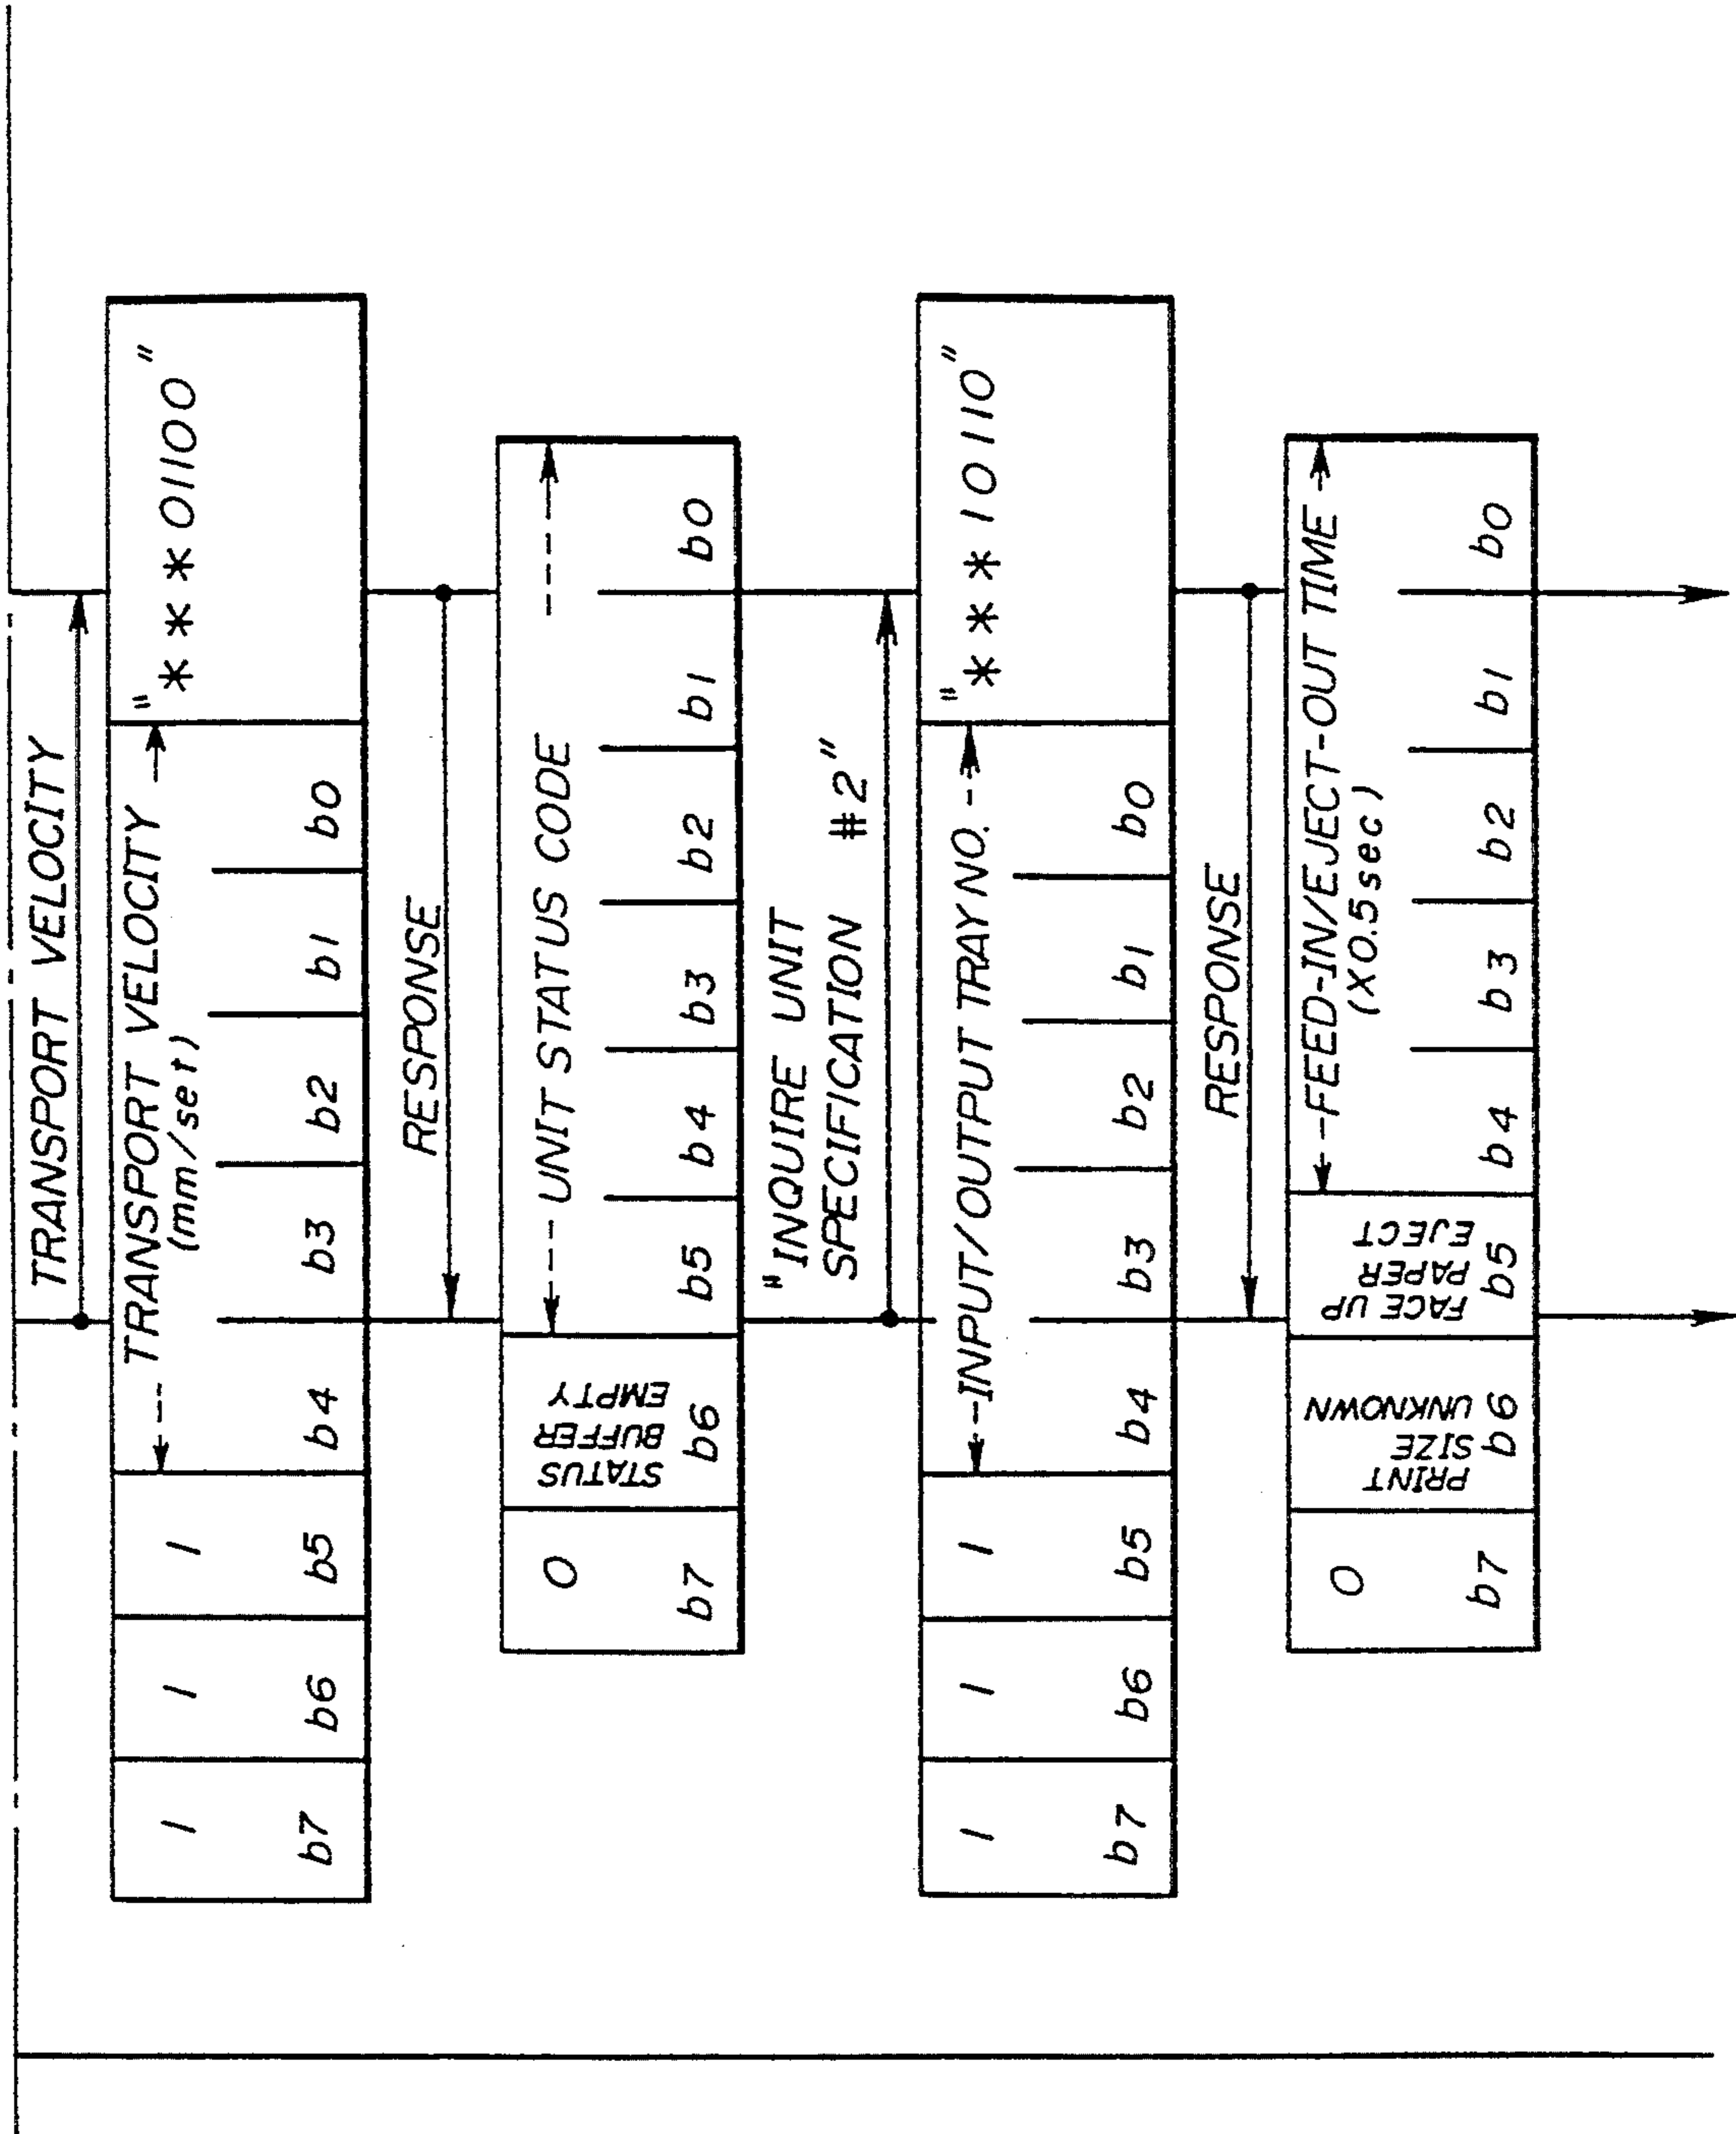 TRANSPORT VELOCITY
TRANSPORT VELOCITY
(mm/set)
"***01100"
1 1 1
b7 b6 b5 b4 b3 b2 b1 b0
RESPONSE
0
STATUS
BUFFER
EMPTY
UNIT STATUS CODE
b7 b6 b5 b4 b3 b2 b1 b0
"INQUIRE UNIT
SPECIFICATION #2"
1 1 1
INPUT/OUTPUT TRAY NO.
"***10110"
b7 b6 b5 b4 b3 b2 b1 b0
RESPONSE
0
PRINT
SIZE
UNKNOWN
FACE UP
PAPER
EJECT
FEED-IN/EJECT-OUT TIME
(X0.5sec)
b7 b6 b5 b4 b3 b2 b1 b0